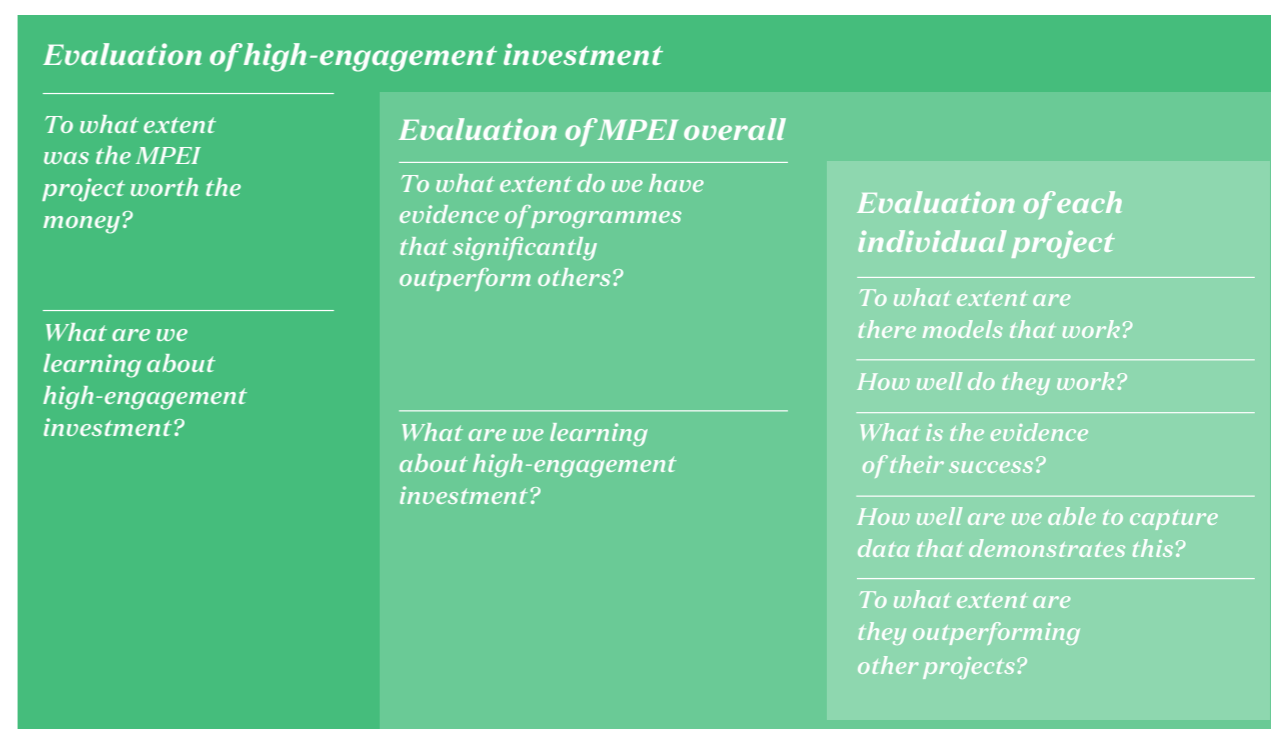 Evaluation of high-engagement investment
To what extent
was the MPEI
project worth the
money?
What are we
learning about
high-engagement
investment?
Evaluation of MPEI overall
To what extent do we have
evidence of programmes
that significantly
outperform others?
What are we learning
about high-engagement
investment?
Evaluation of each
individual project
To what extent are
there models that work?
How well do they work?
What is the evidence
of their success?
How well are we able to capture
data that demonstrates this?
To what extent are
they outperforming
other projects?